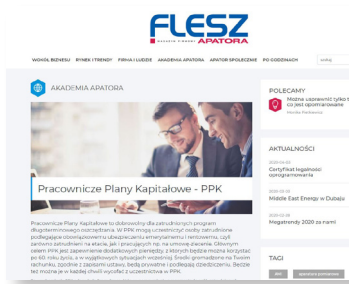 FLESZ
MAGAZYN FIRMOWY APATORA
WOKÓŁ BIZNESU RYNEK I TRENDY FIRMA I LUDZIE AKADEMIA APATORA APATOR SPOŁECZNIE PO GODZINACH
szukaj
AKADEMIA APATORA
Pracownicze Plany Kapitałowe - PPK
Pracownicze Plany Kapitałowe to dobrowolny dla zatrudnionych program
długoterminowego oszczędzania. W PPK mogą uczestniczyć osoby zatrudnione
podlegające obowiązkowemu ubezpieczeniu emerytalnemu i rentowemu, czyli
zarówno zatrudnieni na etacie, jak i pracujących np. na umowę zlecenie. Głównym
celem PPK jest zapewnienie dodatkowych pieniędzy, z których będzie można korzystać
po 60. roku życia, a w wyjątkowych sytuacjach wcześniej. Środki gromadzone na Twoim
rachunku, zgodnie z zapisami ustawy, będą prywatne i podlegają dziedziczeniu. Będzie
też można je w każdej chwili wycofać z uczestnictwa w PPK.
POLECAMY
Można usprawnić tylko t
co jest opomiarowane
AKTUALNOŚCI
Certyfikat legalności
oprogramowania
Middle East Energy w Dubaju
Megatrendy 2020 za nami
TAGI